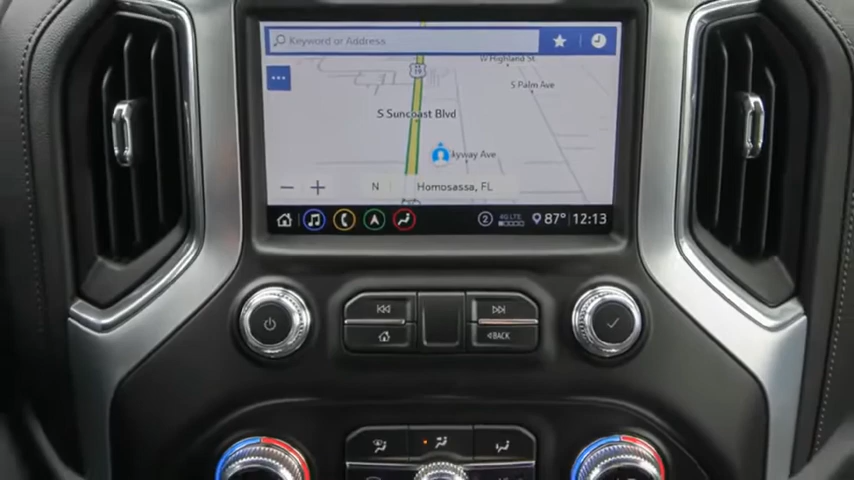 Keyword or Address
W Highland St
S Palm Ave
19
S Suncoast Blvd
kyway Ave
N
Homosassa, FL
2
4G LTE
87°
12:13
BACK